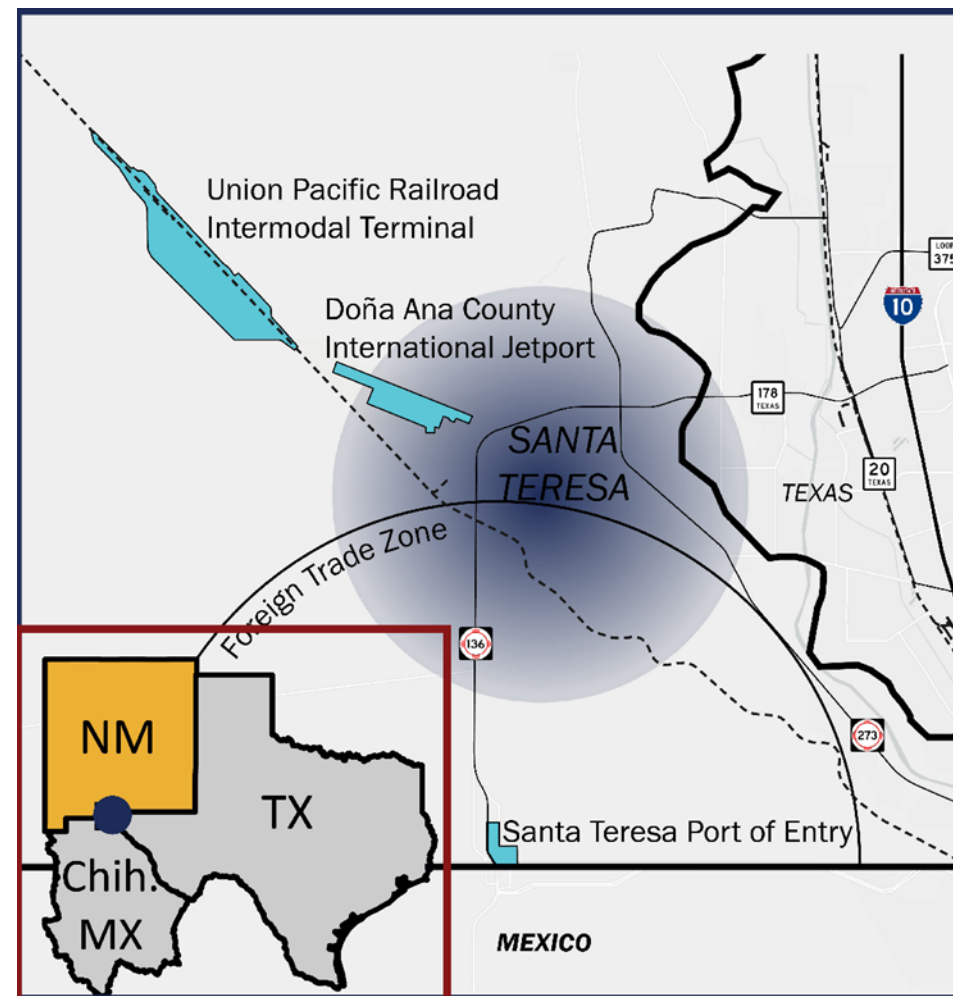 Union Pacific Railroad
Intermodal Terminal
LOOP
375
INTERSTATE
10
Doña Ana County
International Jetport
178
TEXAS
SANTA
TERESA
20
TEXAS
TEXAS
Foreign Trade Zone
136
NM
273
TX
Santa Teresa Port of Entry
Chih.
MX
MEXICO